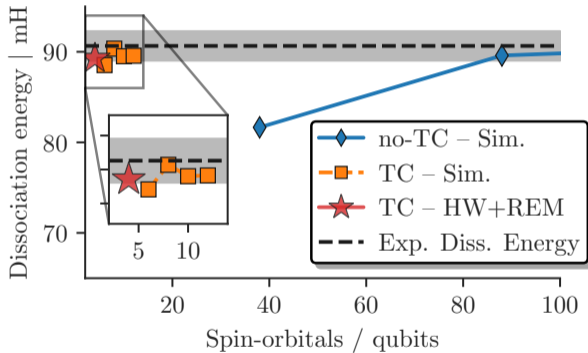 Dissociation energy | mH
90
80
70
5
10
no-TC – Sim.
TC – Sim.
TC – HW+REM
Exp. Diss. Energy
20
40
60
80
100
Spin-orbitals / qubits